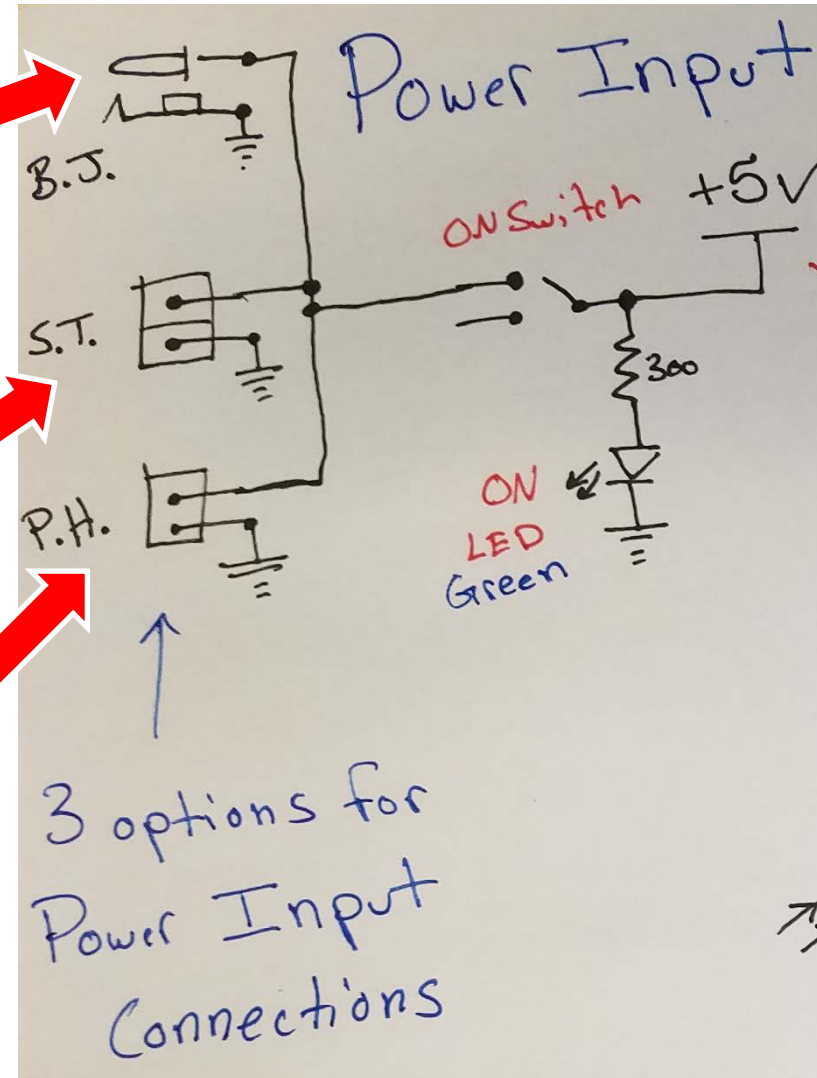 Power Input
B.J.
ON Switch
+5V
S.T.
300
P.H.
ON
LED
Green
3 options for
Power Input
Connections